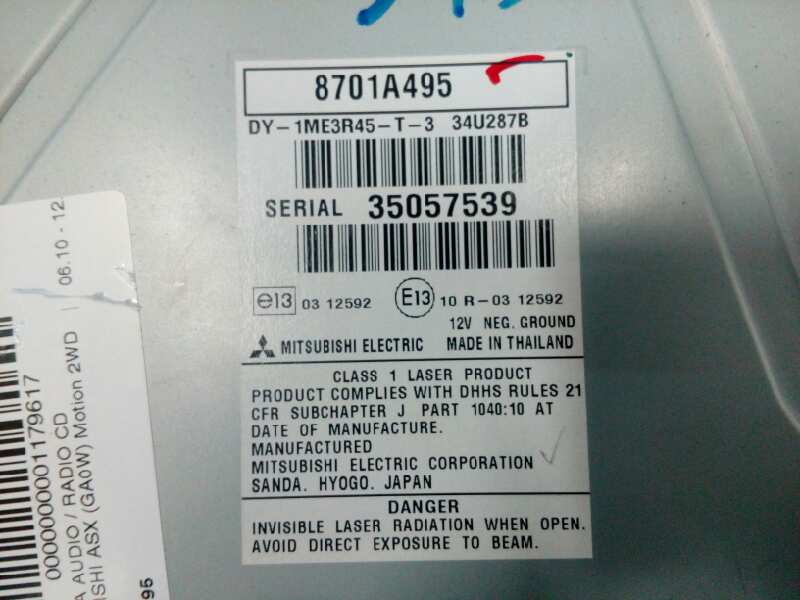 8701A495
DY-1ME3R45-T-3 34U287B
SERIAL 35057539
e13 03 12592 E13 10 R-03 12592
12V NEG. GROUND
MITSUBISHI ELECTRIC MADE IN THAILAND
CLASS 1 LASER PRODUCT
PRODUCT COMPLIES WITH DHHS RULES 21
CFR SUBCHAPTER J PART 1040:10 AT
DATE OF MANUFACTURE.
MANUFACTURED
MITSUBISHI ELECTRIC CORPORATION
SANDA. HYOGO. JAPAN
DANGER
INVISIBLE LASER RADIATION WHEN OPEN.
AVOID DIRECT EXPOSURE TO BEAM.
0000000001179617
A AUDIO / RADIO CD
ISHI ASX (GA0W) Motion 2WD | 06.10 - 12.
95